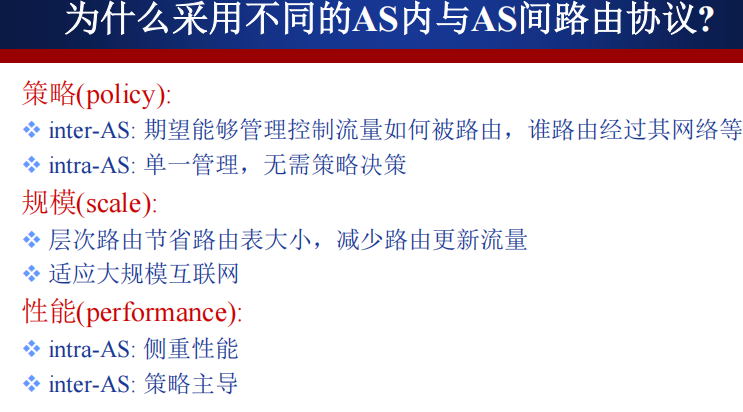 为什么采用不同的AS内与AS间路由协议?
策略(policy):
❖ inter-AS: 期望能够管理控制流量如何被路由，谁路由经过其网络等
❖ intra-AS: 单一管理，无需策略决策
规模(scale):
❖ 层次路由节省路由表大小，减少路由更新流量
❖ 适应大规模互联网
性能(performance):
❖ intra-AS: 侧重性能
❖ inter-AS: 策略主导